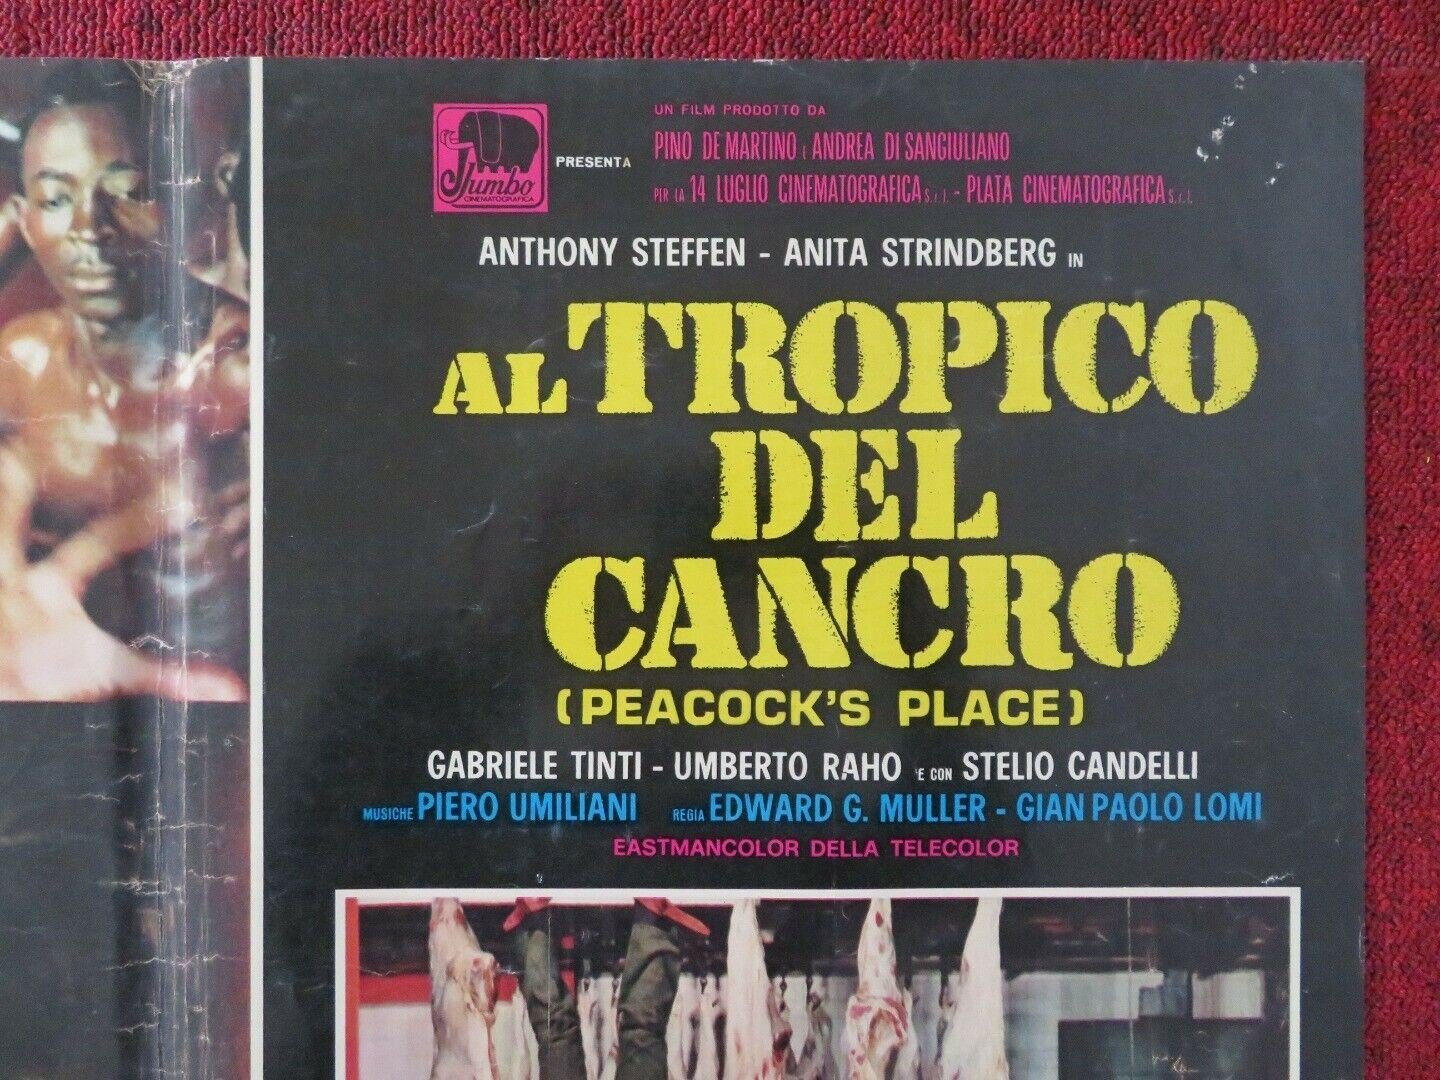 Jumbo
CINEMATOGRAFICA
PRESENTA
UN FILM PRODOTTO DA
PINO DE MARTINO E ANDREA DI SANGIULIANO
PER LA 14 LUGLIO CINEMATOGRAFICA S.r.l. - PLATA CINEMATOGRAFICA S.r.l.
ANTHONY STEFFEN - ANITA STRINDBERG IN
AL TROPICO
DEL
CANCRO
(PEACOCK'S PLACE)
GABRIELE TINTI - UMBERTO RAHO E CON STELIO CANDELLI
MUSICHE PIERO UMILIANI REGIA EDWARD G. MULLER - GIAN PAOLO LOMI
EASTMANCOLOR DELLA TELECOLOR